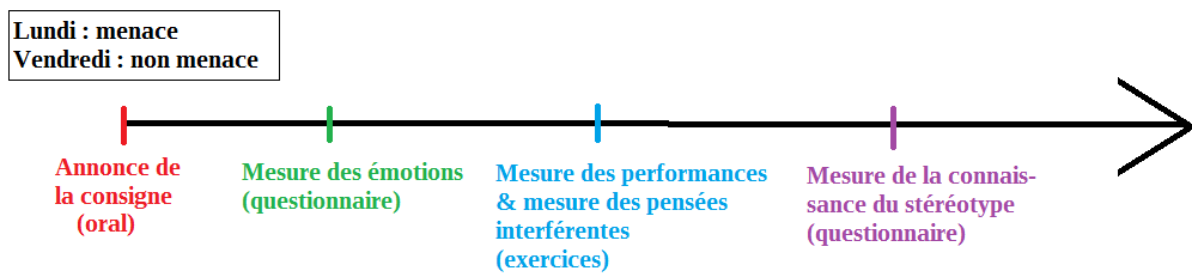 Lundi : menace
Vendredi : non menace
Annonce de
la consigne
(oral)
Mesure des émotions
(questionnaire)
Mesure des performances
& mesure des pensées
interférentes
(exercices)
Mesure de la connais-
sance du stéréotype
(questionnaire)